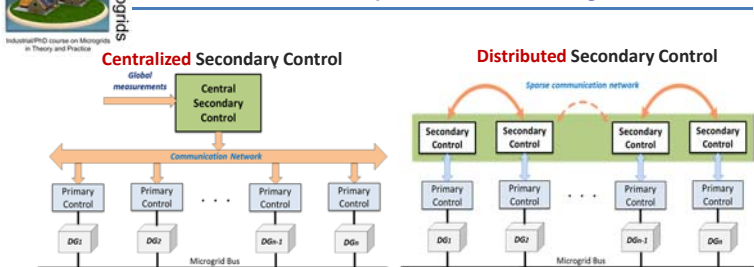 ogrids
Industrial/PhD course on Microgrids
in Theory and Practice
Centralized Secondary Control
Global
measurements
Central
Secondary
Control
Communication Network
Primary
Control
Primary
Control
. . .
Primary
Control
Primary
Control
DG1
DG2
DGn-1
DGn
Microgrid Bus
Distributed Secondary Control
Sparse communication network
Secondary
Control
Secondary
Control
Secondary
Control
Secondary
Control
Primary
Control
Primary
Control
. . .
Primary
Control
Primary
Control
DG1
DG2
DGn-1
DGn
Microgrid Bus